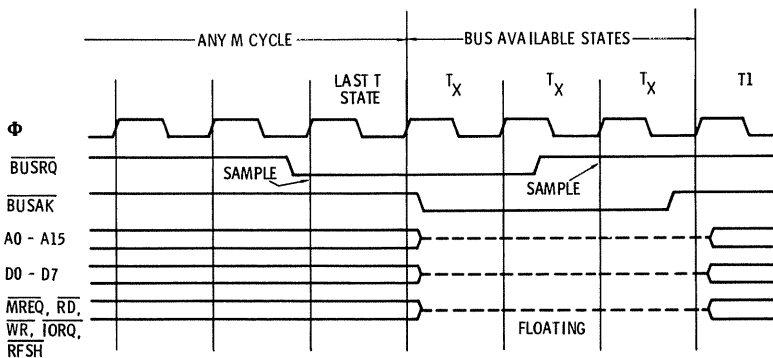 ANY M CYCLE
BUS AVAILABLE STATES
LAST T
STATE
TX
TX
TX
T1
Φ
BUSRQ
SAMPLE
SAMPLE
BUSAK
A0 - A15
D0 - D7
MREQ, RD,
WR, IORQ,
RFSH
FLOATING